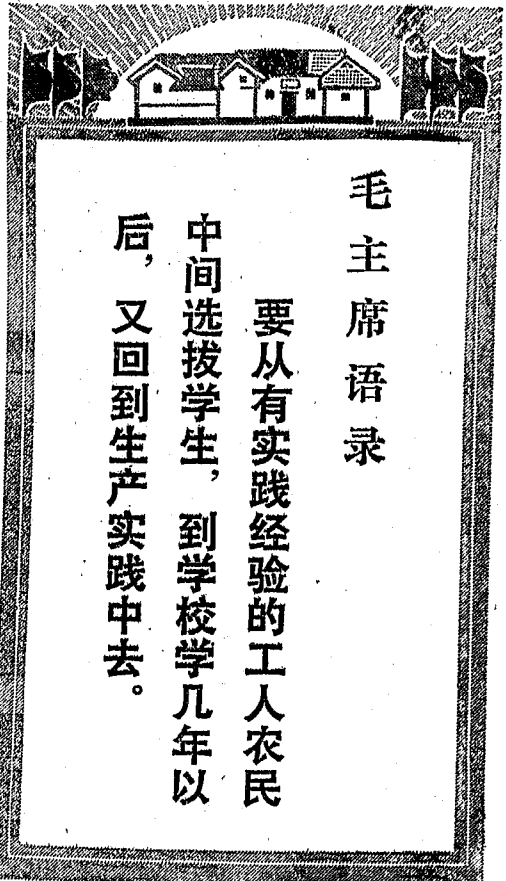 毛主席语录
要从有实践经验的工人农民
中间选拔学生，到学校学几年以
后，又回到生产实践中去。